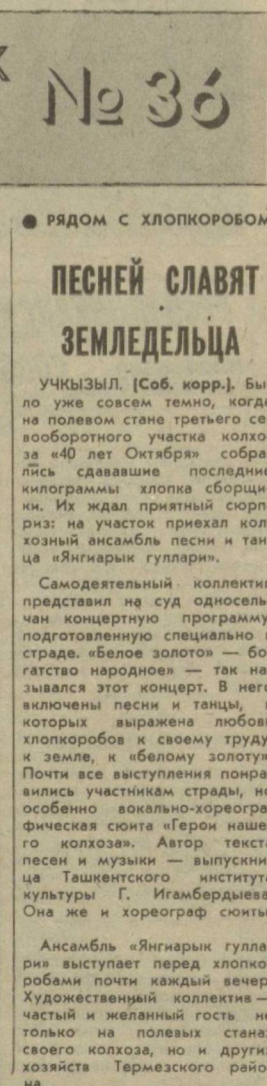 № 36
● РЯДОМ С ХЛОПКОРОБОМ
ПЕСНЕЙ СЛАВЯТ
ЗЕМЛЕДЕЛЬЦА
УЧКЫЗЫЛ. (Соб. корр.). Бы
ло уже совсем темно, когда
на полевом стане третьего се
вооборотного участка колхо
за «40 лет Октября» собра
лись сдававшие последние
килограммы хлопка сборщи
ки. Их ждал приятный сюрп
риз: на участок приехал кол
хозный ансамбль песни и тан
ца «Янгиарык гуллари».
Самодеятельный коллектив
представил на суд односель
чан концертную программу
подготовленную специально к
страде. «Белое золото» — бо
гатство народное» — так на
зывался этот концерт. В него
включены песни и танцы, в
которых выражена любовь
хлопкоробов к своему труду
к земле, к «белому золоту»
Почти все выступления понра
вились участникам страды, но
особенно вокально-хореогра
фическая сюита «Герои наше
го колхоза». Автор текста
песен и музыки — выпускни
ца Ташкентского института
культуры Г. Игамбердыева
Она же и хореограф сюиты
Ансамбль «Янгиарык гулла
ри» выступает перед хлопко
робами почти каждый вечер
Художественный коллектив —
частый и желанный гость не
только на полевых станах
своего колхоза, но и других
хозяйств Термезского райо
на